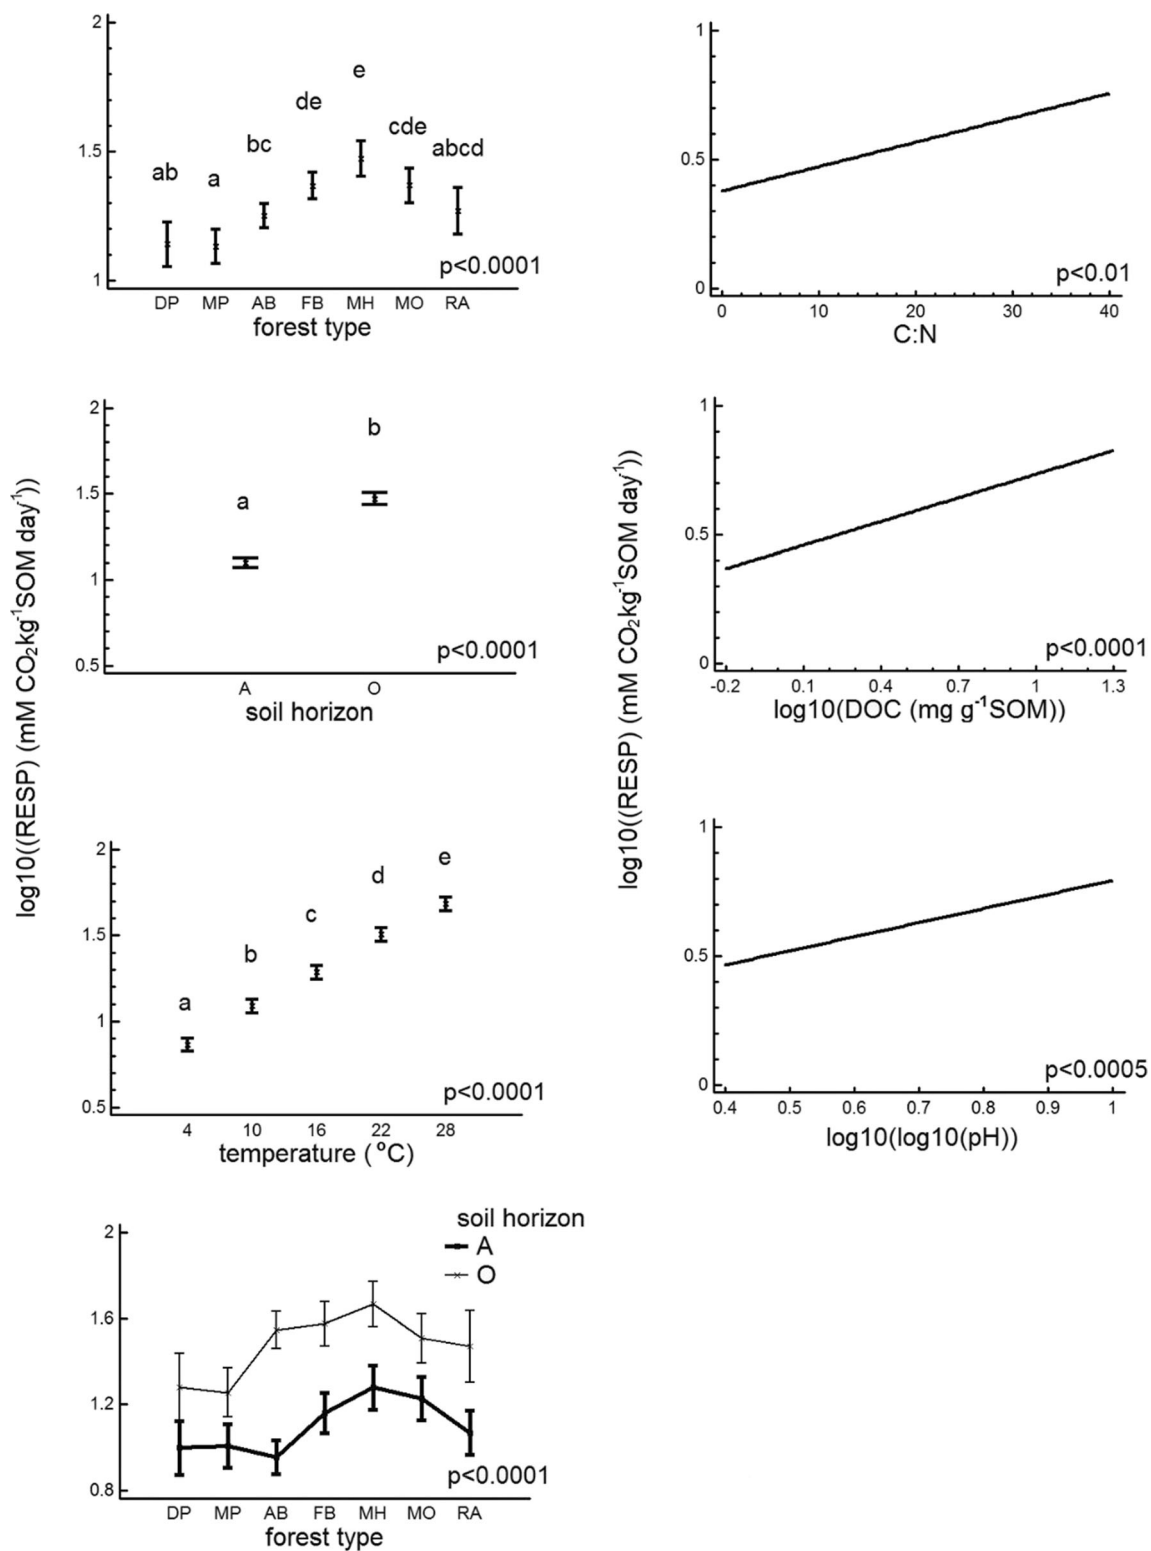 log10((RESP) (mM CO₂kg⁻¹SOM day⁻¹))
2
1.5
1
ab
a
bc
de
e
cde
abcd
p<0.0001
DP MP AB FB MH MO RA
forest type
2
1.5
1
0.5
a
b
p<0.0001
A O
soil horizon
2
1.5
1
0.5
a
b
c
d
e
p<0.0001
4 10 16 22 28
temperature (°C)
soil horizon
A
O
2
1.6
1.2
0.8
p<0.0001
DP MP AB FB MH MO RA
forest type
log10((RESP) (mM CO₂kg⁻¹SOM day⁻¹))
1
0.5
0
p<0.01
0 10 20 30 40
C:N
1
0.5
0
p<0.0001
-0.2 0.1 0.4 0.7 1 1.3
log10(DOC (mg g⁻¹SOM))
1
0.5
0
p<0.0005
0.4 0.5 0.6 0.7 0.8 0.9 1
log10(log10(pH))